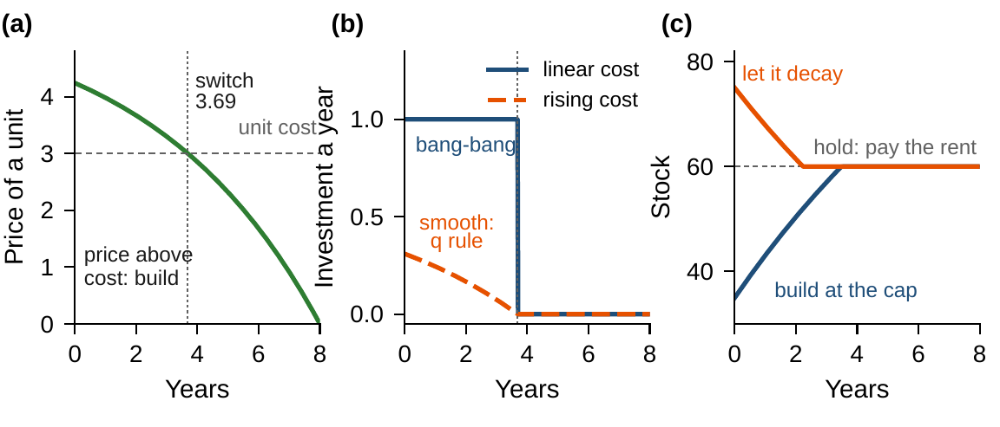 (a)
Price of a unit
4
3
2
1
0
switch
3.69
unit cost
price above
cost: build
0 2 4 6 8
Years
(b)
Investment a year
1.0
0.5
0.0
linear cost
rising cost
bang-bang
smooth:
q rule
0 2 4 6 8
Years
(c)
Stock
80
60
40
let it decay
hold: pay the rent
build at the cap
0 2 4 6 8
Years